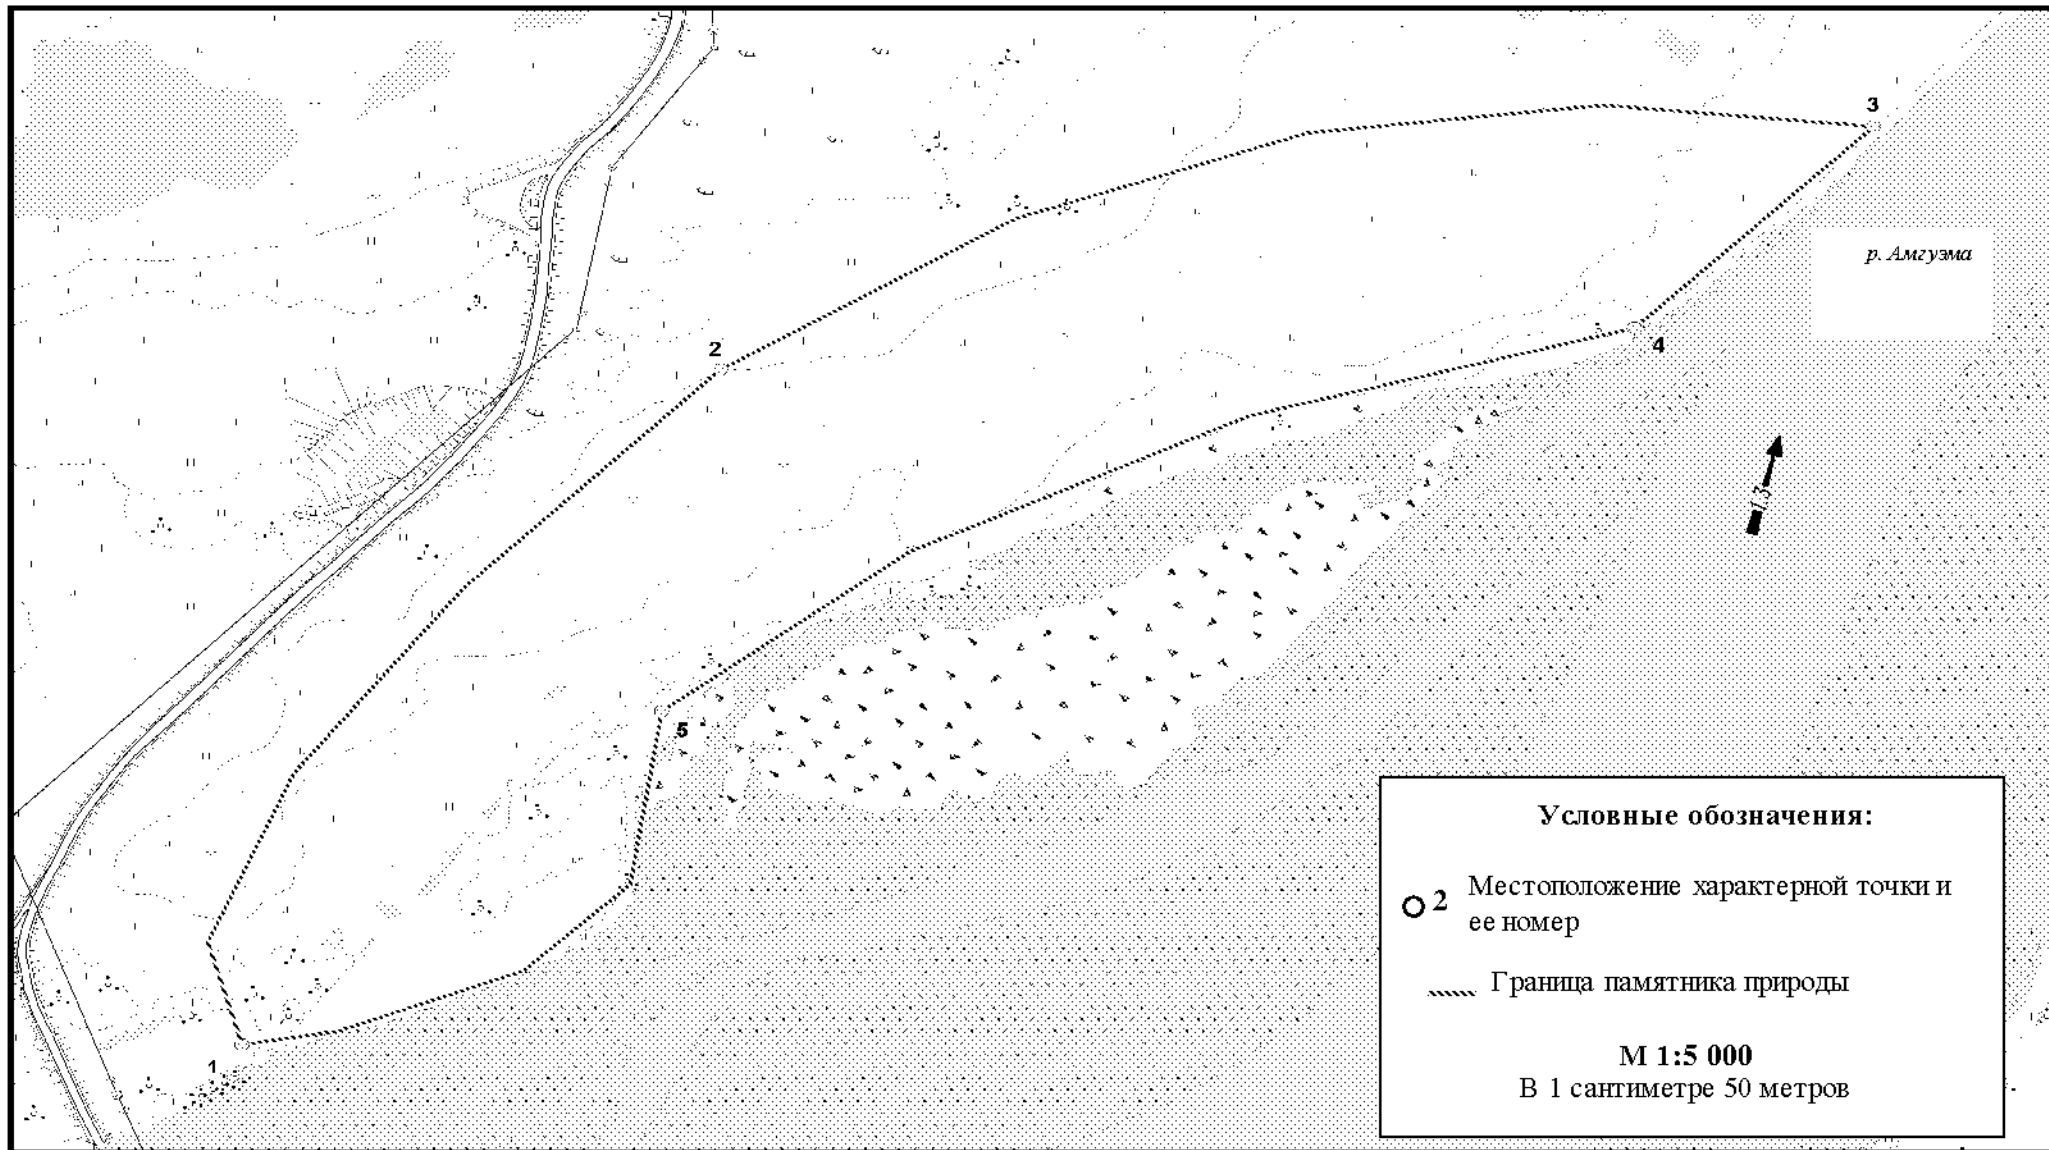 3
р. Амгуэма
2
4
1,3
5
1
Условные обозначения:
2 Местоположение характерной точки и
ее номер
Граница памятника природы
М 1:5 000
В 1 сантиметре 50 метров